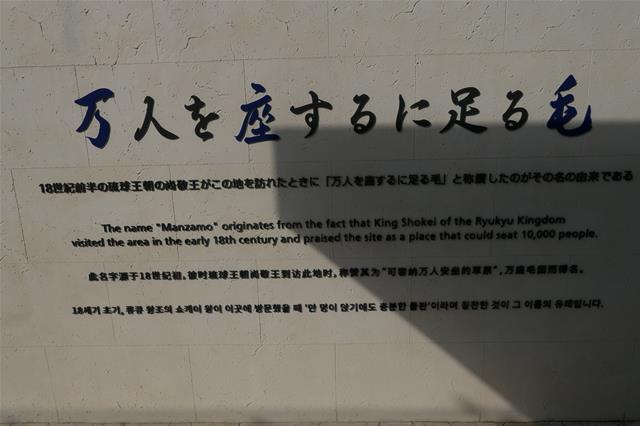 万人を座するに足る毛
18世紀前半の琉球王朝の尚敬王がこの地を訪れたときに「万人を座するに足る毛」と称讃したのがその名の由来である
The name "Manzamo" originates from the fact that King Shokei of the Ryukyu Kingdom
visited the area in the early 18th century and praised the site as a place that could seat 10,000 people.
此名字源于18世纪初。彼时琉球王朝尚敬王到访此地时，称赞其为“可容纳万人安坐的草原”，万座毛因而得名。
18세기 초기, 류큐 왕조의 쇼케이 왕이 이곳에 방문했을 때 '만 명이 앉기에도 충분한 들판'이라며 칭찬한 것이 그 이름의 유래입니다.